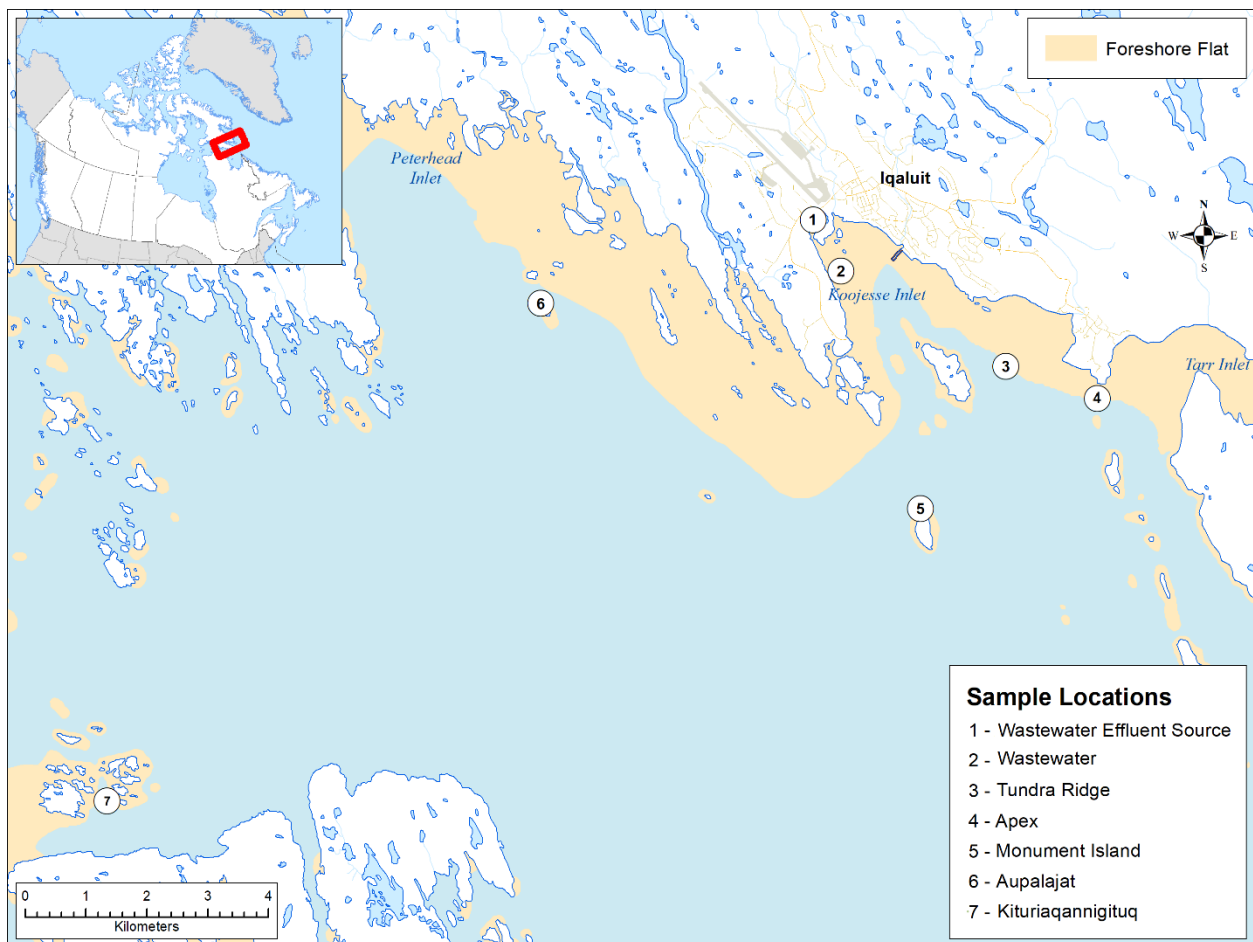 Foreshore Flat
Peterhead
Inlet
Iqaluit
N
W
E
S
1
2
Koojesse Inlet
6
3
Tarr Inlet
4
5
Sample Locations
1 - Wastewater Effluent Source
2 - Wastewater
3 - Tundra Ridge
4 - Apex
5 - Monument Island
6 - Aupalajat
7 - Kituriaqannigituq
7
0 1 2 3 4
Kilometers